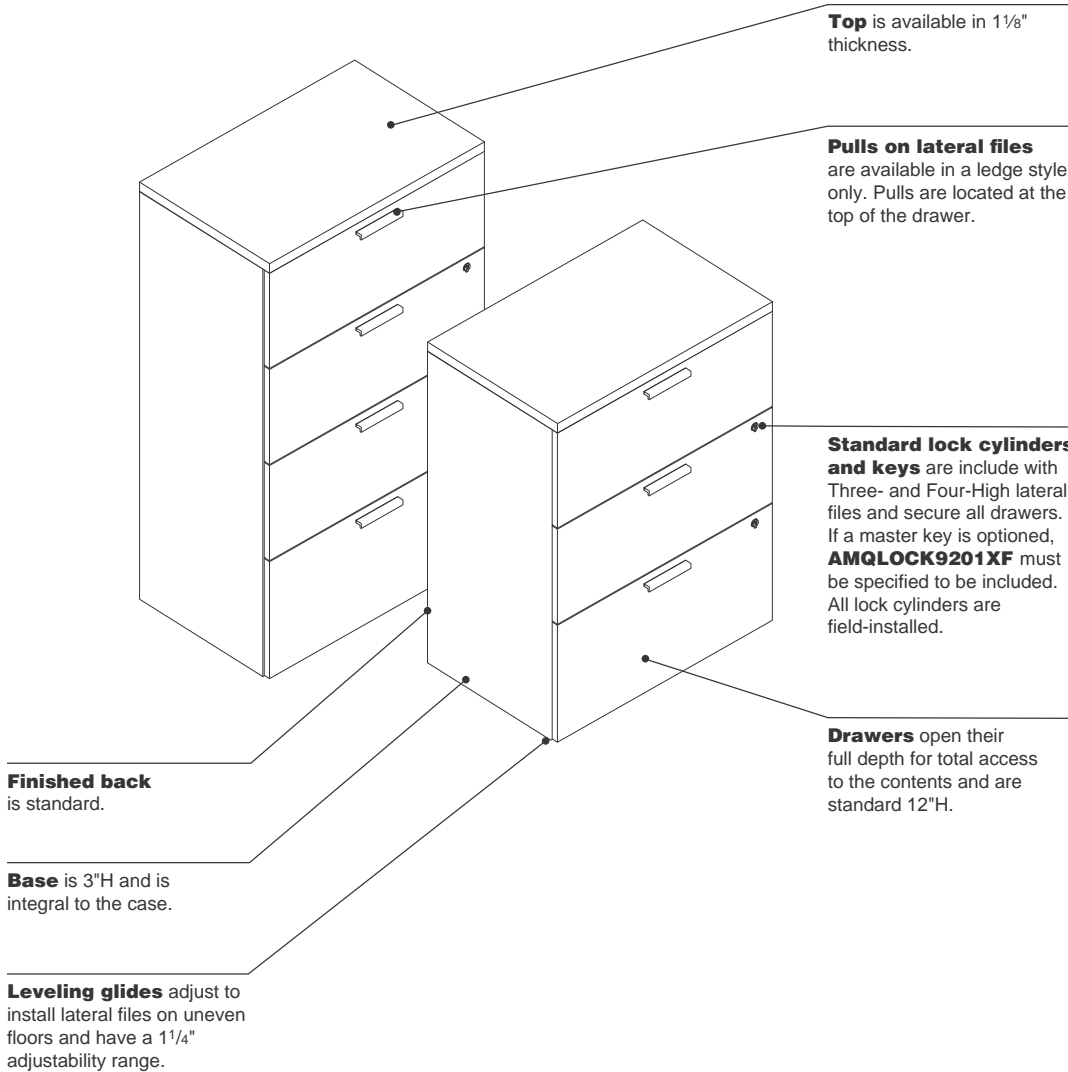 Top is available in 1⅛"
thickness.
Pulls on lateral files
are available in a ledge style
only. Pulls are located at the
top of the drawer.
Standard lock cylinders
and keys are include with
Three- and Four-High lateral
files and secure all drawers.
If a master key is optioned,
AMQLOCK9201XF must
be specified to be included.
All lock cylinders are
field-installed.
Drawers open their
full depth for total access
to the contents and are
standard 12"H.
Finished back
is standard.
Base is 3"H and is
integral to the case.
Leveling glides adjust to
install lateral files on uneven
floors and have a 11/4"
adjustability range.